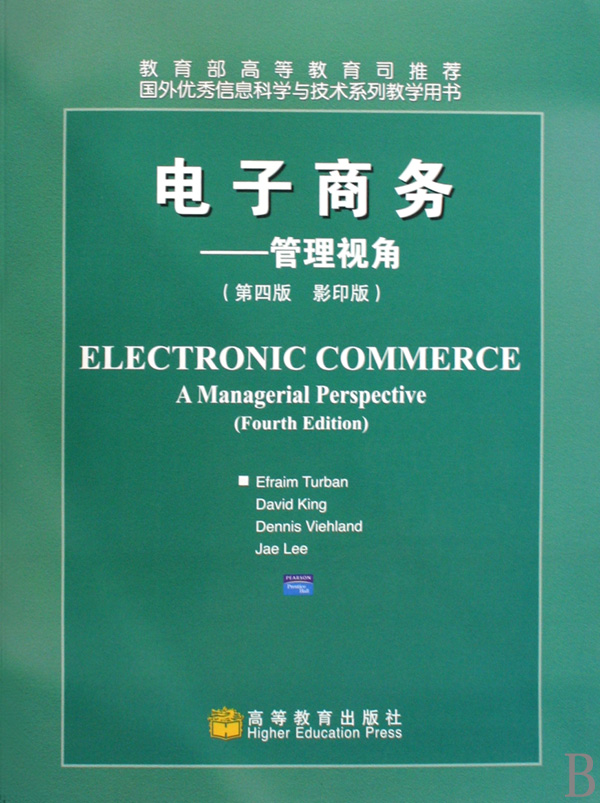 教育部高等教育司推荐
国外优秀信息科学与技术系列教学用书
电子商务
——管理视角
（第四版 影印版）
ELECTRONIC COMMERCE
A Managerial Perspective
(Fourth Edition)
Efraim Turban
David King
Dennis Viehland
Jae Lee
PEARSON
Prentice
Hall
高等教育出版社
Higher Education Press
B